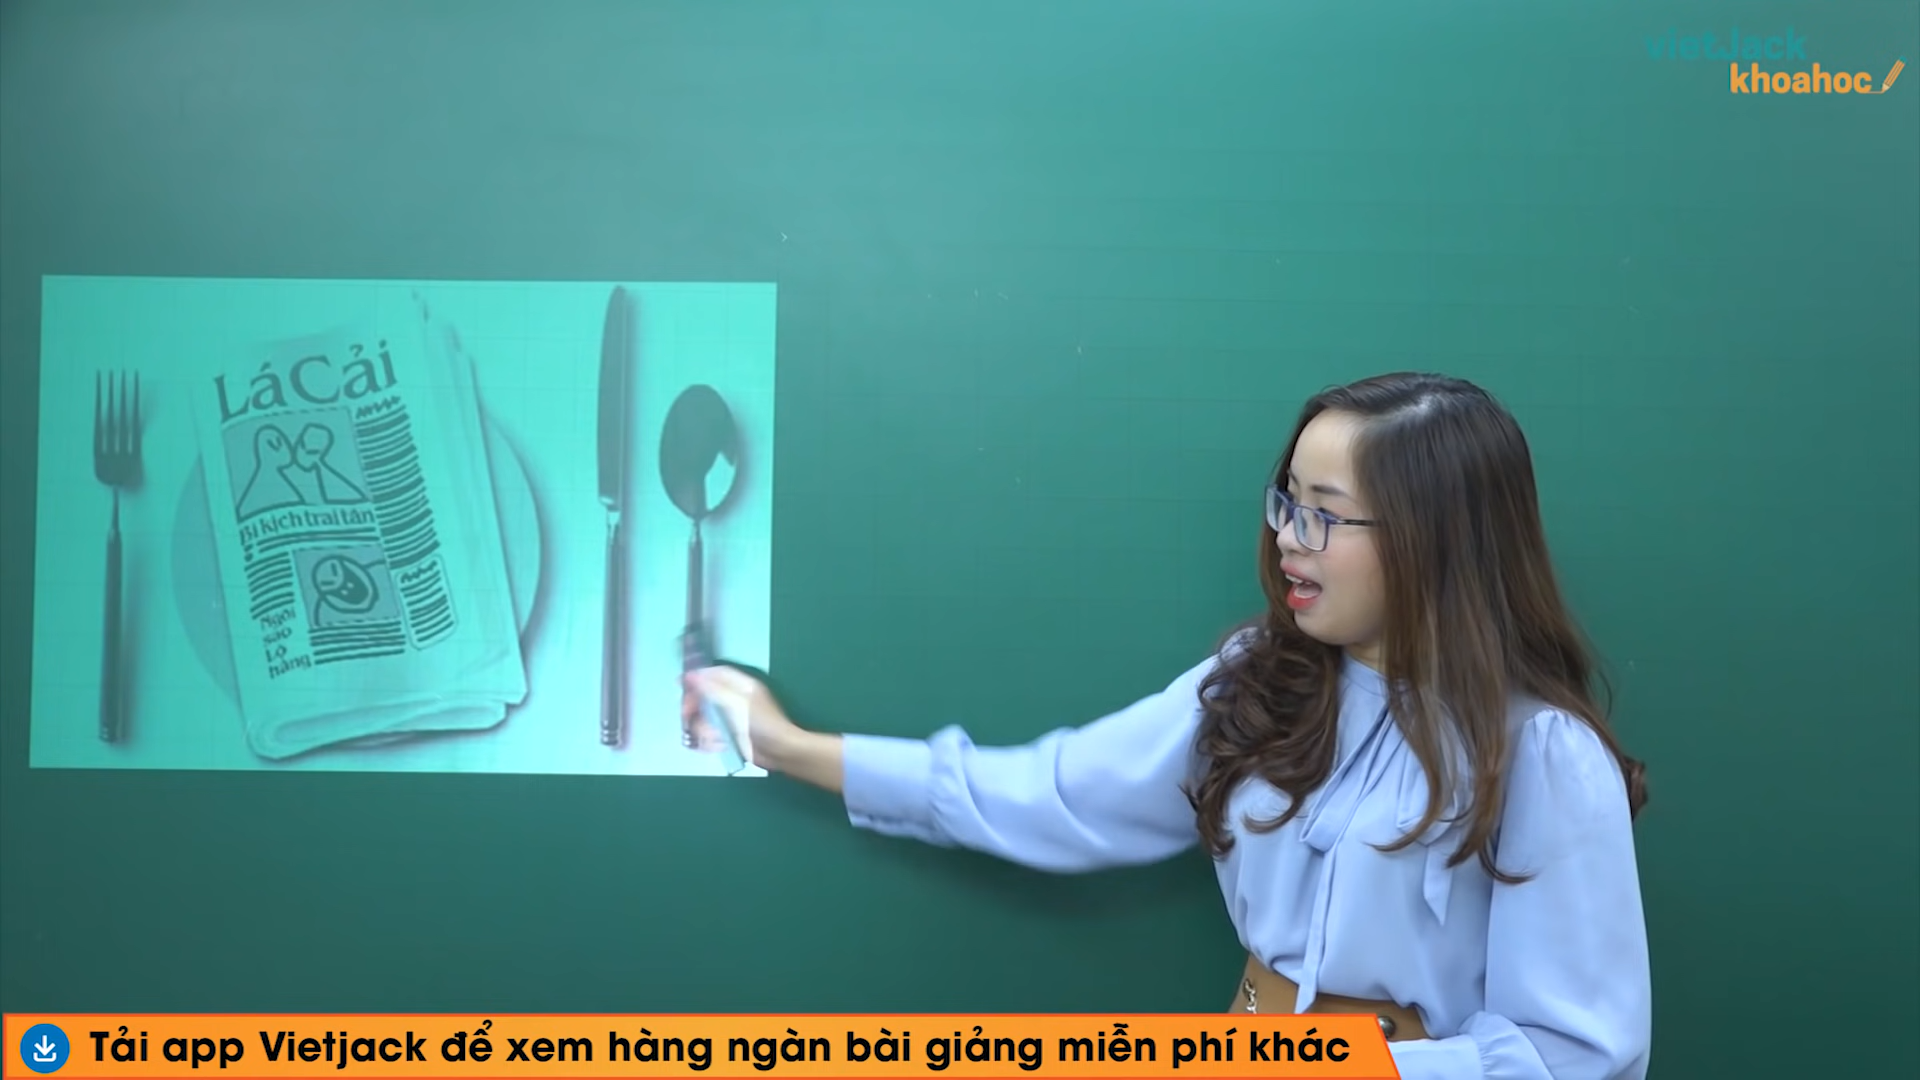 vietJack
khoahoc
Lá Cải
Bi kịch trai tân
Ngôi
sao
Lộ
hàng
Tải app Vietjack để xem hàng ngàn bài giảng miễn phí khác